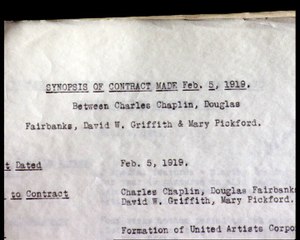 SYNOPSIS OF CONTRACT MADE Feb. 5, 1919.
Between Charles Chaplin, Douglas
Fairbanks, David W. Griffith & Mary Pickford.
t Dated Feb. 5, 1919.
to Contract Charles Chaplin, Douglas Fairbank
David W. Griffith, Mary Pickford.
Formation of United Artists Corpo